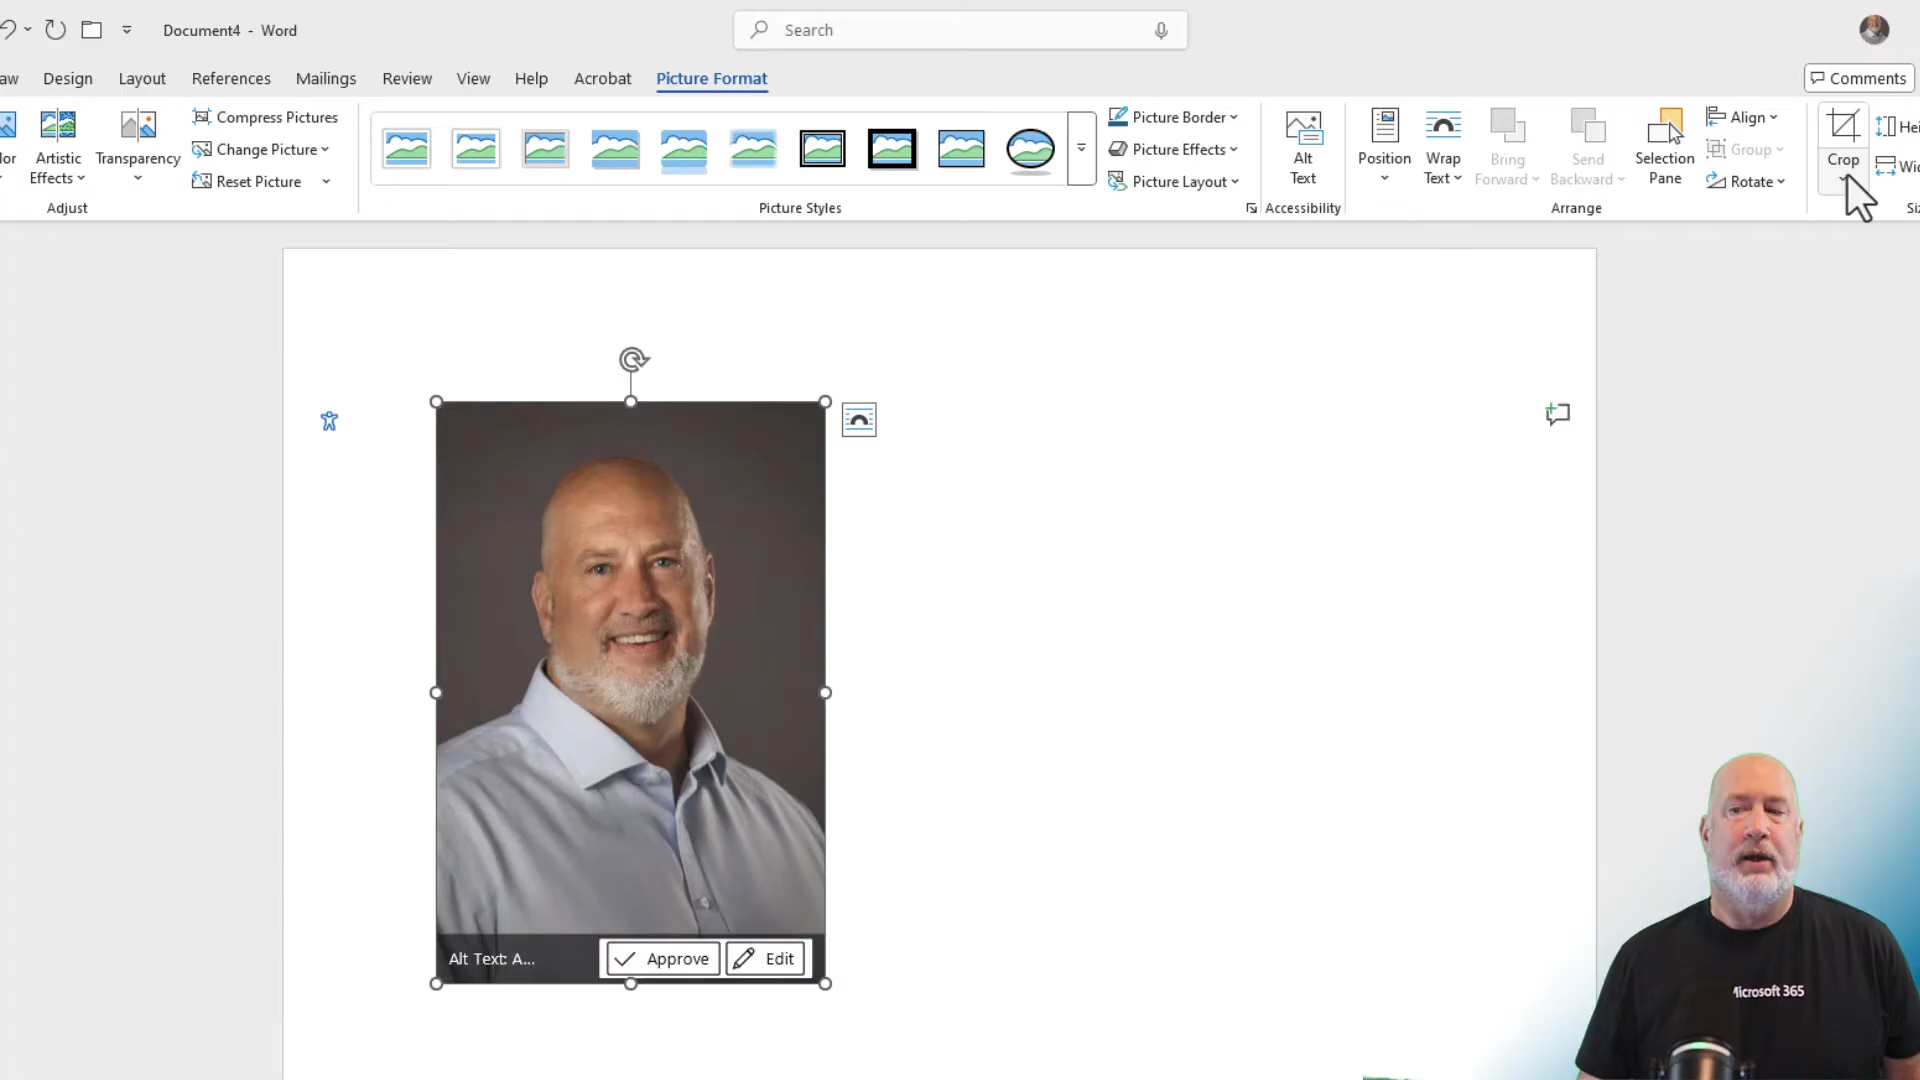 Document4 - Word
Search
aw Design Layout References Mailings Review View Help Acrobat Picture Format
Comments
lor
Artistic Effects
Transparency
Compress Pictures
Change Picture
Reset Picture
Adjust
Picture Styles
Picture Border
Picture Effects
Picture Layout
Alt Text
Accessibility
Position
Wrap Text
Bring Forward
Send Backward
Selection Pane
Align
Group
Rotate
Arrange
Crop
Hei
Wid
Siz
Alt Text: A...
Approve
Edit
Microsoft 365